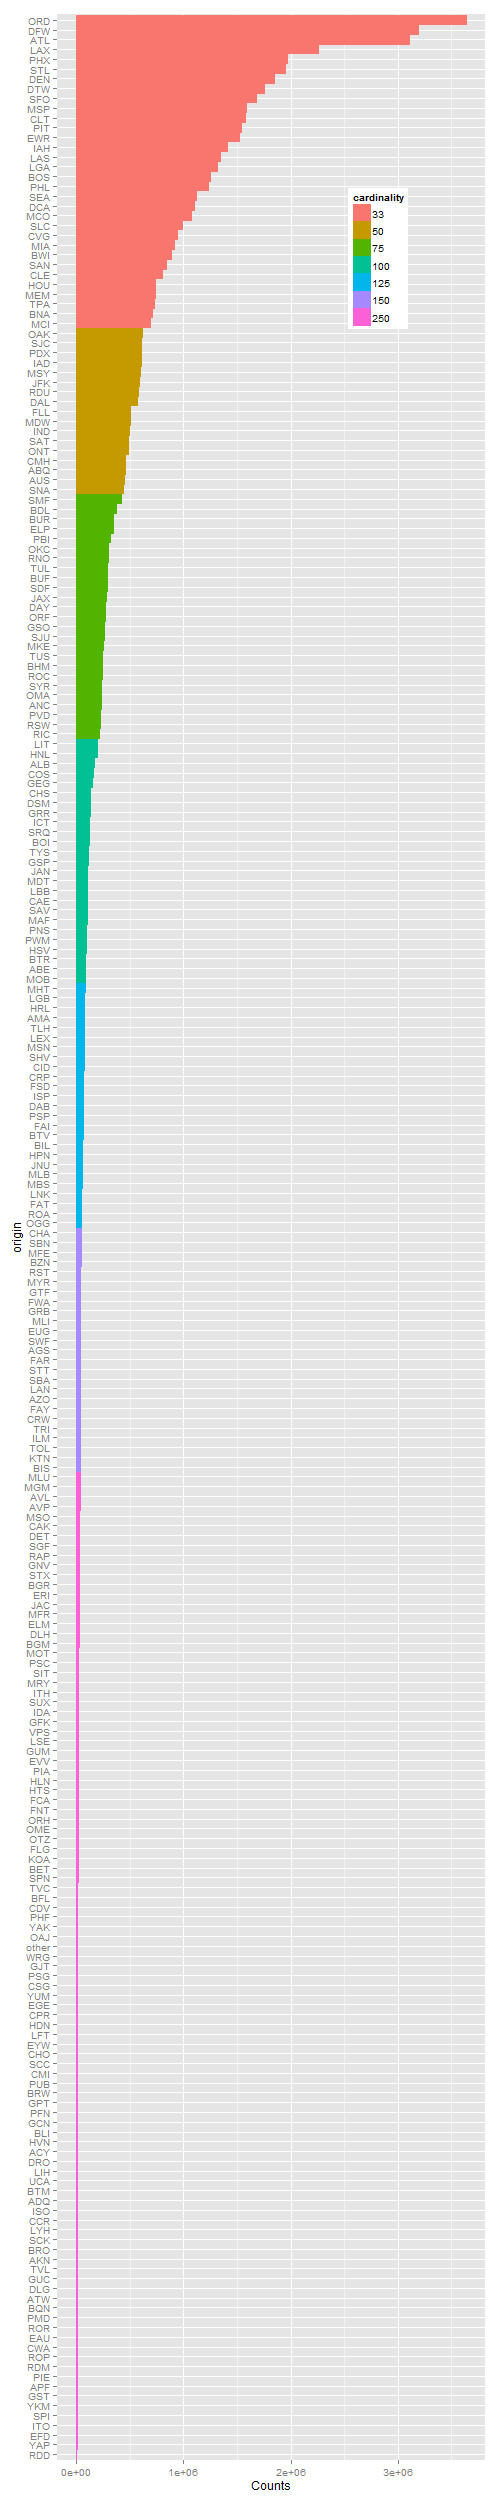 ORD
DFW
ATL
LAX
PHX
STL
DEN
DTW
SFO
MSP
CLT
PIT
EWR
IAH
LAS
LGA
BOS
PHL
SEA
DCA
MCO
SLC
CVG
MIA
BWI
SAN
CLE
HOU
MEM
TPA
BNA
MCI
OAK
SJC
PDX
IAD
MSY
JFK
RDU
DAL
FLL
MDW
IND
SAT
ONT
CMH
ABQ
AUS
SNA
SMF
BDL
BUR
ELP
PBI
OKC
RNO
TUL
BUF
SDF
JAX
DAY
ORF
GSO
SJU
MKE
TUS
BHM
ROC
SYR
OMA
ANC
PVD
RSW
RIC
LIT
HNL
ALB
COS
GEG
CHS
DSM
GRR
ICT
SRQ
BOI
TYS
GSP
JAN
MDT
LBB
CAE
SAV
MAF
PNS
PWM
HSV
BTR
ABE
MOB
MHT
LGB
HRL
AMA
TLH
LEX
MSN
SHV
CID
CRP
FSD
ISP
DAB
PSP
FAI
BTV
BIL
HPN
JNU
MLB
MBS
LNK
FAT
ROA
OGG
CHA
SBN
MFE
BZN
RST
MYR
GTF
FWA
GRB
MLI
EUG
SWF
AGS
FAR
STT
SBA
LAN
AZO
FAY
CRW
TRI
ILM
TOL
KTN
BIS
MLU
MGM
AVL
AVP
MSO
CAK
DET
SGF
RAP
GNV
STX
BGR
ERI
JAC
MFR
ELM
DLH
BGM
MOT
PSC
SIT
MRY
ITH
SUX
IDA
GFK
VPS
LSE
GUM
EVV
PIA
HLN
HTS
FCA
FNT
ORH
OME
OTZ
FLG
KOA
BET
SPN
TVC
BFL
CDV
PHF
YAK
OAJ
other
WRG
GJT
PSG
CSG
YUM
EGE
CPR
HDN
LFT
EYW
CHO
SCC
CMI
PUB
BRW
GPT
PFN
GCN
BLI
HVN
ACY
DRO
LIH
UCA
BTM
ADQ
ISO
CCR
LYH
SCK
BRO
AKN
TVL
GUC
DLG
ATW
BQN
PMD
ROR
EAU
CWA
ROP
RDM
PIE
APF
GST
YKM
SPI
ITO
EFD
YAP
RDD
origin
cardinality
33
50
75
100
125
150
250
0e+00 1e+06 2e+06 3e+06
Counts